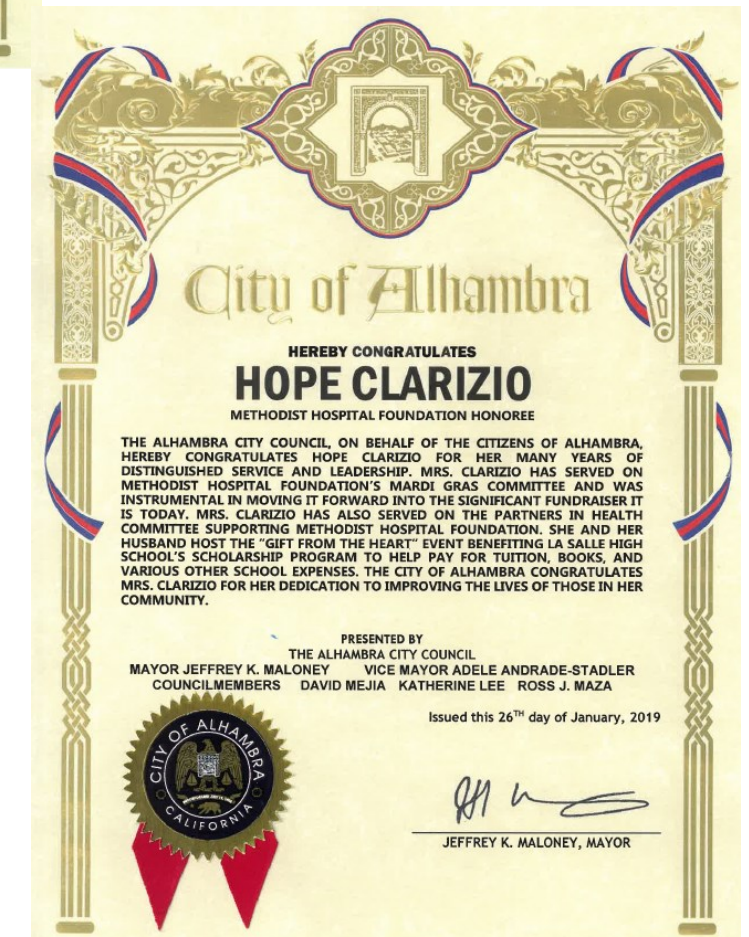 City of Alhambra
HEREBY CONGRATULATES
HOPE CLARIZIO
METHODIST HOSPITAL FOUNDATION HONOREE
THE ALHAMBRA CITY COUNCIL, ON BEHALF OF THE CITIZENS OF ALHAMBRA,
HEREBY CONGRATULATES HOPE CLARIZIO FOR HER MANY YEARS OF
DISTINGUISHED SERVICE AND LEADERSHIP. MRS. CLARIZIO HAS SERVED ON
METHODIST HOSPITAL FOUNDATION'S MARDI GRAS COMMITTEE AND WAS
INSTRUMENTAL IN MOVING IT FORWARD INTO THE SIGNIFICANT FUNDRAISER IT
IS TODAY. MRS. CLARIZIO HAS ALSO SERVED ON THE PARTNERS IN HEALTH
COMMITTEE SUPPORTING METHODIST HOSPITAL FOUNDATION. SHE AND HER
HUSBAND HOST THE "GIFT FROM THE HEART" EVENT BENEFITING LA SALLE HIGH
SCHOOL'S SCHOLARSHIP PROGRAM TO HELP PAY FOR TUITION, BOOKS, AND
VARIOUS OTHER SCHOOL EXPENSES. THE CITY OF ALHAMBRA CONGRATULATES
MRS. CLARIZIO FOR HER DEDICATION TO IMPROVING THE LIVES OF THOSE IN HER
COMMUNITY.
PRESENTED BY
THE ALHAMBRA CITY COUNCIL
MAYOR JEFFREY K. MALONEY VICE MAYOR ADELE ANDRADE-STADLER
COUNCILMEMBERS DAVID MEJIA KATHERINE LEE ROSS J. MAZA
Issued this 26TH day of January, 2019
CITY OF ALHAMBRA
CALIFORNIA
JEFFREY K. MALONEY, MAYOR